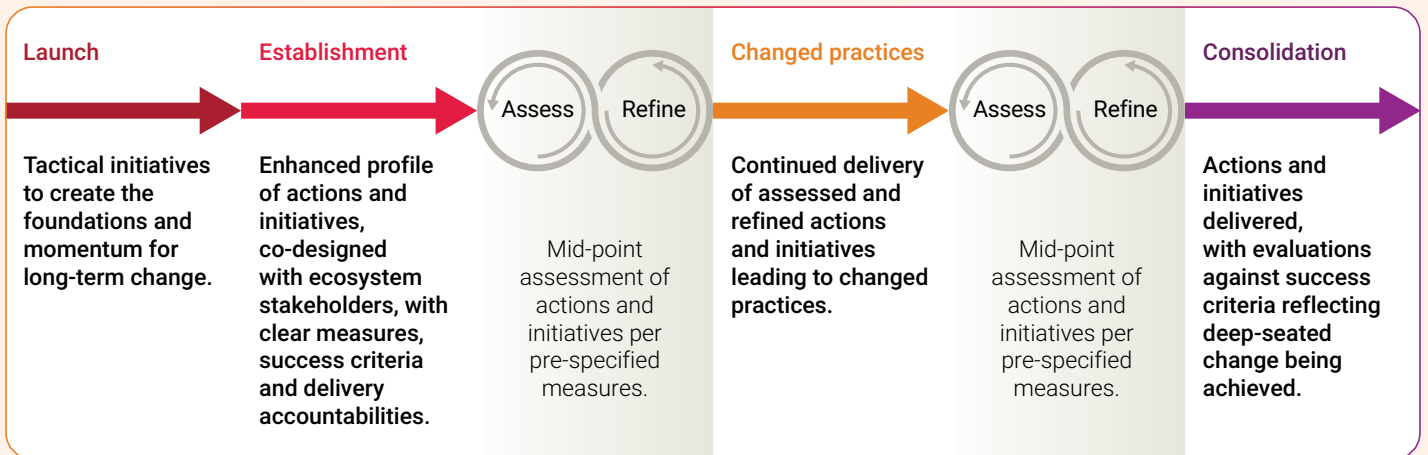 Launch
Tactical initiatives
to create the
foundations and
momentum for
long-term change.
Establishment
Enhanced profile
of actions and
initiatives,
co-designed
with ecosystem
stakeholders, with
clear measures,
success criteria
and delivery
accountabilities.
Assess
Refine
Mid-point
assessment of
actions and
initiatives per
pre-specified
measures.
Changed practices
Continued delivery
of assessed and
refined actions
and initiatives
leading to changed
practices.
Assess
Refine
Mid-point
assessment of
actions and
initiatives per
pre-specified
measures.
Consolidation
Actions and
initiatives
delivered,
with evaluations
against success
criteria reflecting
deep-seated
change being
achieved.